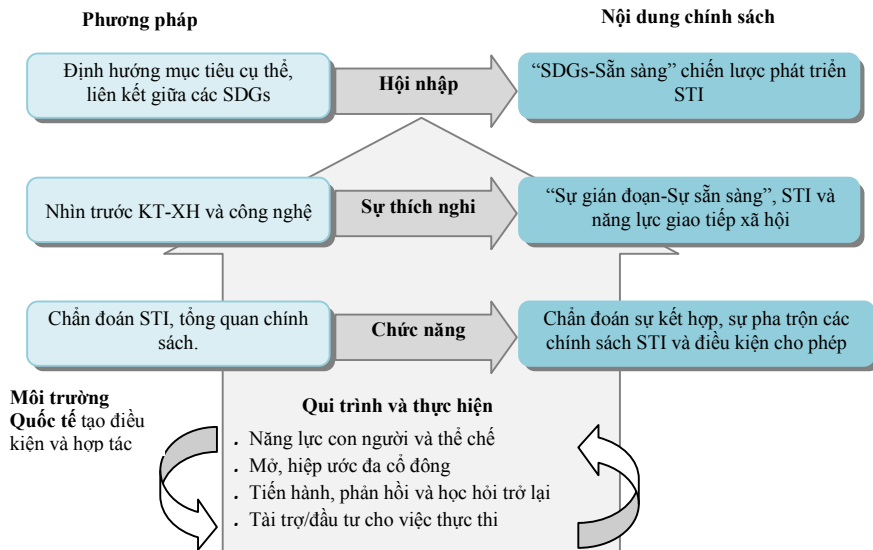 Phương pháp
Nội dung chính sách
Định hướng mục tiêu cụ thể,
liên kết giữa các SDGs
Hội nhập
“SDGs-Sẵn sàng” chiến lược phát triển
STI
Nhìn trước KT-XH và công nghệ
Sự thích nghi
“Sự gián đoạn-Sự sẵn sàng”, STI và
năng lực giao tiếp xã hội
Chẩn đoán STI, tổng quan chính
sách.
Chức năng
Chẩn đoán sự kết hợp, sự pha trộn các
chính sách STI và điều kiện cho phép
Môi trường
Quốc tế tạo điều
kiện và hợp tác
Qui trình và thực hiện
. Năng lực con người và thể chế
. Mở, hiệp ước đa cổ đông
. Tiến hành, phản hồi và học hỏi trở lại
. Tài trợ/đầu tư cho việc thực thi